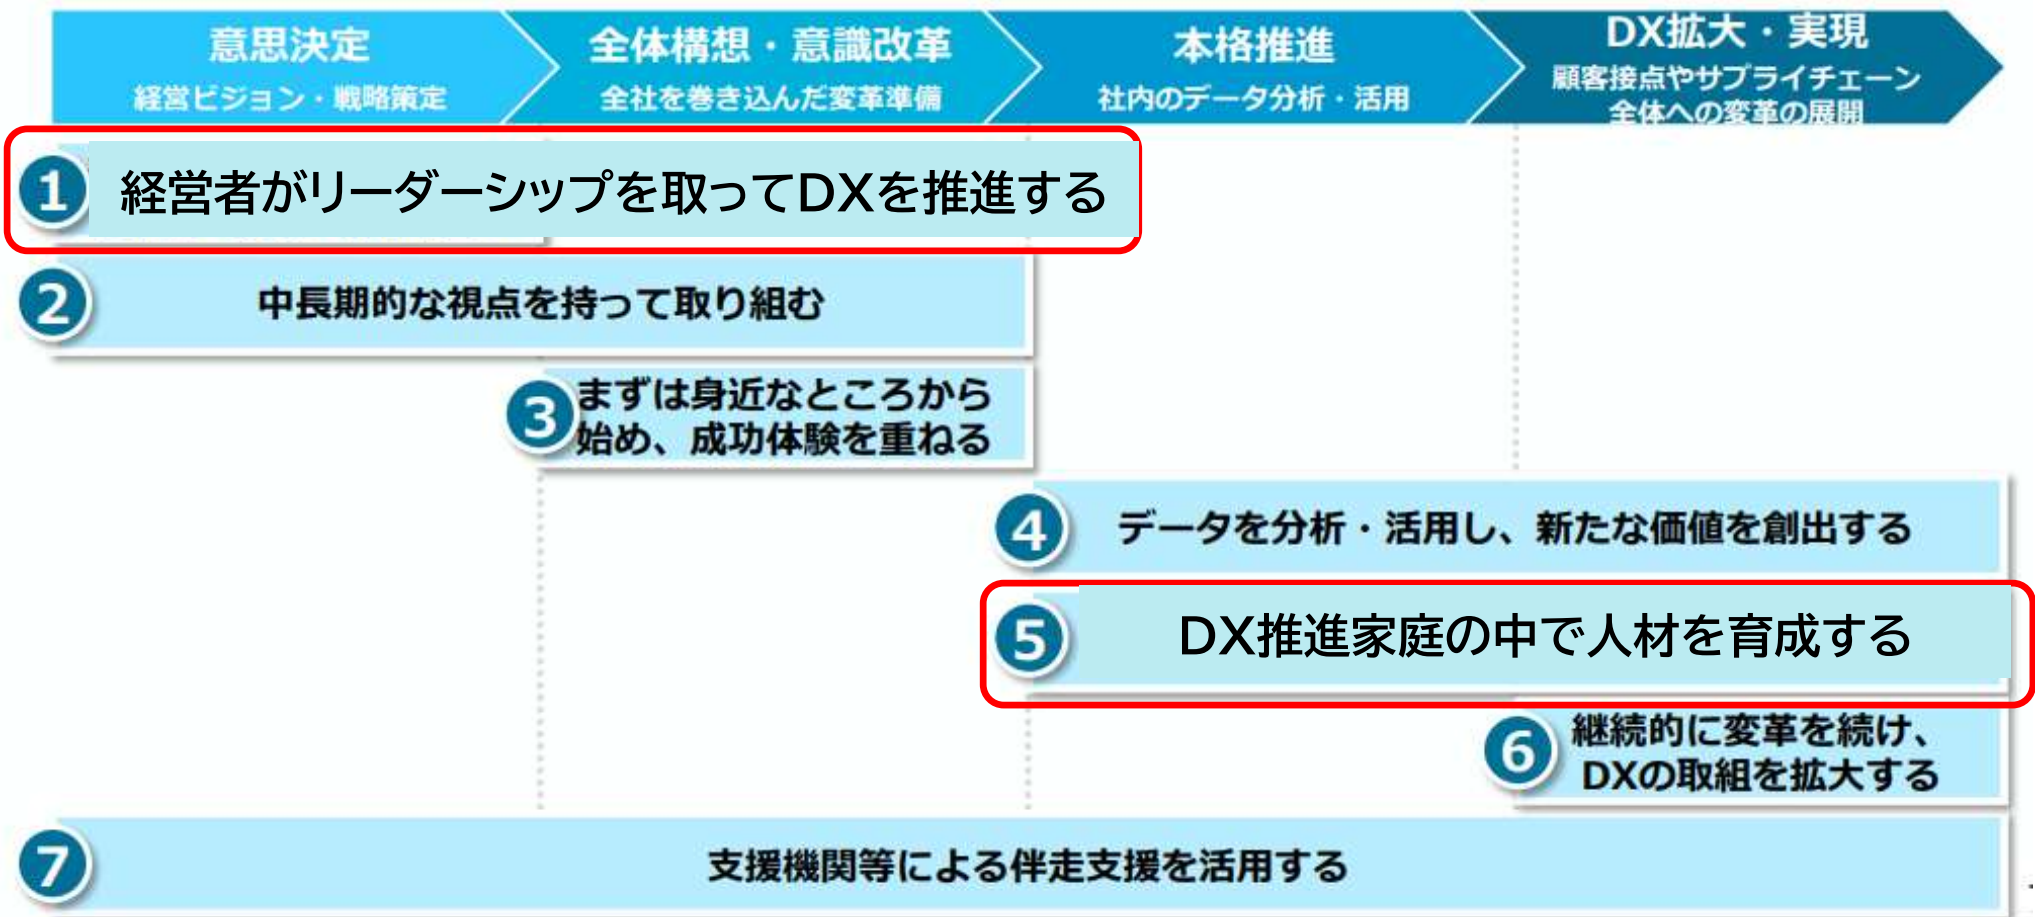 意思決定
経営ビジョン・戦略策定
全体構想・意識改革
全社を巻き込んだ変革準備
本格推進
社内のデータ分析・活用
DX拡大・実現
顧客接点やサプライチェーン
全体への変革の展開
1 経営者がリーダーシップを取ってDXを推進する
2 中長期的な視点を持って取り組む
3 まずは身近なところから
始め、成功体験を重ねる
4 データを分析・活用し、新たな価値を創出する
5 DX推進家庭の中で人材を育成する
6 継続的に変革を続け、
DXの取組を拡大する
7 支援機関等による伴走支援を活用する